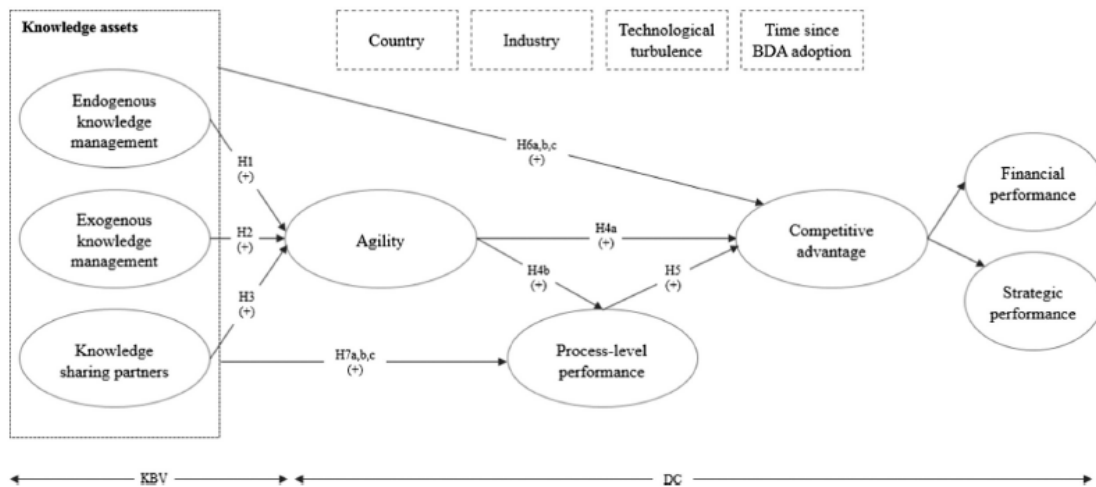 Knowledge assets
Country
Industry
Technological
turbulence
Time since
BDA adoption
Endogenous
knowledge
management
H1
(+)
H6a,b,c
(+)
Financial
performance
Exogenous
knowledge
management
H2
(+)
Agility
H4a
(+)
Competitive
advantage
H3
(+)
H4b
(+)
H5
(+)
Strategic
performance
Knowledge
sharing partners
H7a,b,c
(+)
Process-level
performance
KBV
DC